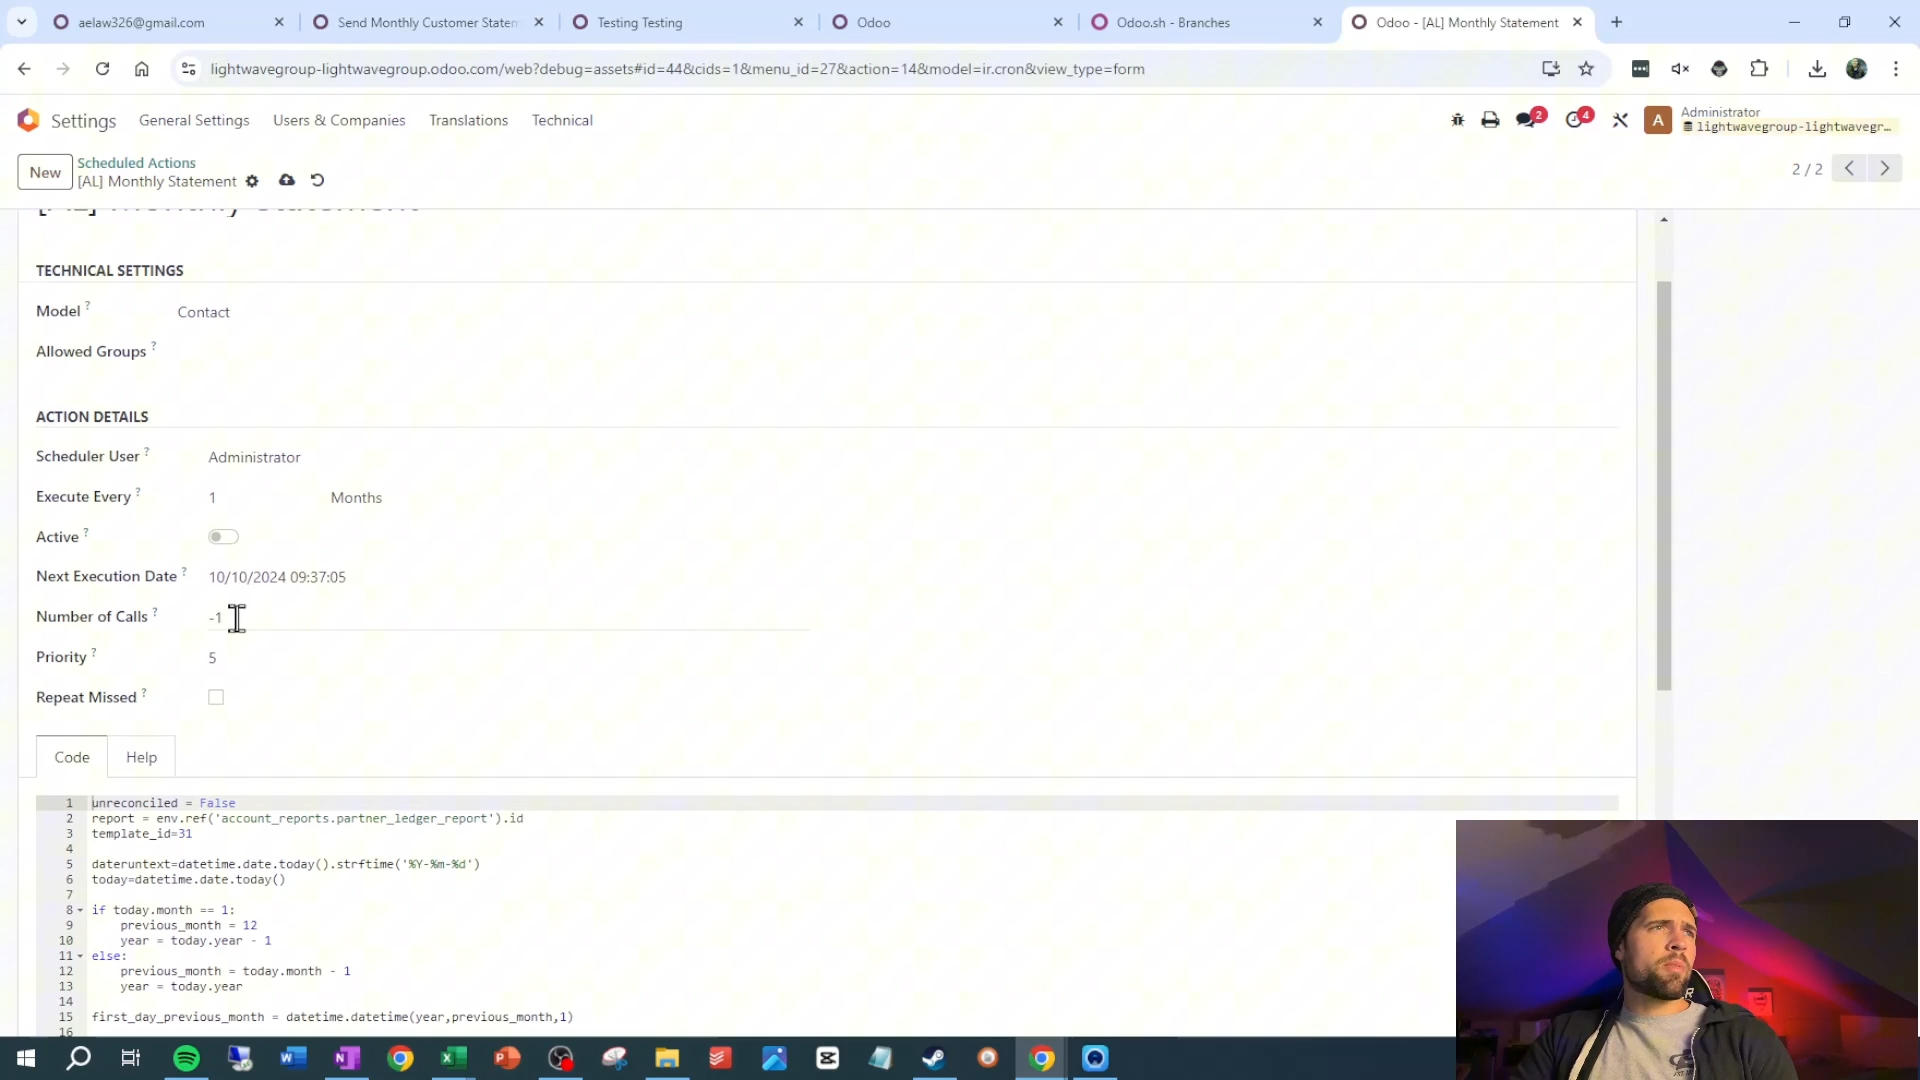 aelaw326@gmail.com
Send Monthly Customer Statem
Testing Testing
Odoo
Odoo.sh - Branches
Odoo - [AL] Monthly Statement
lightwavegroup-lightwavegroup.odoo.com/web?debug=assets#id=44&cids=1&menu_id=27&action=14&model=ir.cron&view_type=form
Settings
General Settings
Users & Companies
Translations
Technical
2
4
A
Administrator
lightwavegroup-lightwavegr...
New
Scheduled Actions
[AL] Monthly Statement
2 / 2
[AL] Monthly Statement
TECHNICAL SETTINGS
Model ?
Contact
Allowed Groups ?
ACTION DETAILS
Scheduler User ?
Administrator
Execute Every ?
1
Months
Active ?
Next Execution Date ?
10/10/2024 09:37:05
Number of Calls ?
-1
Priority ?
5
Repeat Missed ?
Code
Help
1 unreconciled = False
2 report = env.ref('account_reports.partner_ledger_report').id
3 template_id=31
4
5 dateruntext=datetime.date.today().strftime('%Y-%m-%d')
6 today=datetime.date.today()
7
8 if today.month == 1:
9 previous_month = 12
10 year = today.year - 1
11 else:
12 previous_month = today.month - 1
13 year = today.year
14
15 first_day_previous_month = datetime.datetime(year,previous_month,1)
16